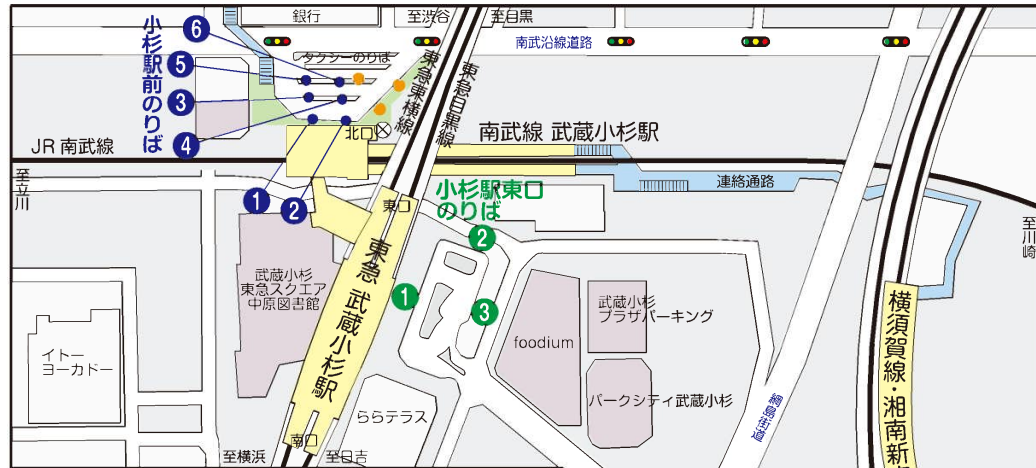 銀行
至渋谷
至目黒
南武沿線道路
タクシーのりば
小杉駅前のりば
6
5
3
4
1
2
北口
東急東横線
東急目黒線
南武線 武蔵小杉駅
JR 南武線
至立川
連絡通路
至川崎
東口
小杉駅東口
のりば
2
1
3
武蔵小杉
東急スクエア
中原図書館
東急 武蔵小杉駅
武蔵小杉
プラザパーキング
foodium
パークシティ武蔵小杉
イトー
ヨーカドー
ららテラス
南口
至横浜
至日吉
綱島街道
横須賀線・湘南新